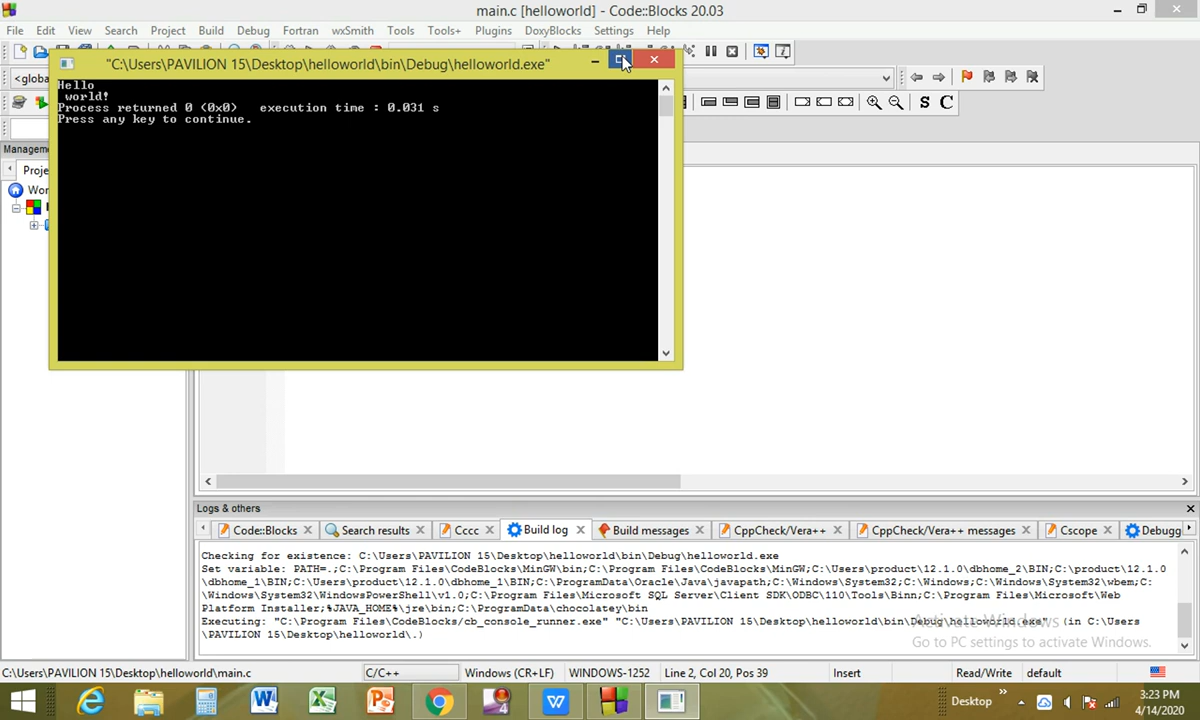 main.c [helloworld] - Code::Blocks 20.03
File Edit View Search Project Build Debug Fortran wxSmith Tools Tools+ Plugins DoxyBlocks Settings Help
"C:\Users\PAVILION 15\Desktop\helloworld\bin\Debug\helloworld.exe"
<globa
S C
Hello
 world!
Process returned 0 (0x0)   execution time : 0.031 s
Press any key to continue.
Managem
Proje
Wor
Logs & others
Code::Blocks Search results Cccc Build log Build messages CppCheck/Vera++ CppCheck/Vera++ messages Cscope Debugg
Checking for existence: C:\Users\PAVILION 15\Desktop\helloworld\bin\Debug\helloworld.exe
Set variable: PATH=.;C:\Program Files\CodeBlocks\MinGW\bin;C:\Program Files\CodeBlocks\MinGW;C:\Users\product\12.1.0\dbhome_2\BIN;C:\product\12.1.0
\dbhome_1\BIN;C:\Users\product\12.1.0\dbhome_1\BIN;C:\ProgramData\Oracle\Java\javapath;C:\Windows\System32;C:\Windows;C:\Windows\System32\wbem;C:
\Windows\System32\WindowsPowerShell\v1.0;C:\Program Files\Microsoft SQL Server\Client SDK\ODBC\110\Tools\Binn;C:\Program Files\Microsoft\Web
Platform Installer;%JAVA_HOME%\jre\bin;C:\ProgramData\chocolatey\bin
Executing: "C:\Program Files\CodeBlocks/cb_console_runner.exe" "C:\Users\PAVILION 15\Desktop\helloworld\bin\Debug\helloworld.exe"  (in C:\Users
\PAVILION 15\Desktop\helloworld\.)
Activate Windows
Go to PC settings to activate Windows.
C:\Users\PAVILION 15\Desktop\helloworld\main.c C/C++ Windows (CR+LF) WINDOWS-1252 Line 2, Col 20, Pos 39 Insert Read/Write default
Desktop
3:23 PM
4/14/2020